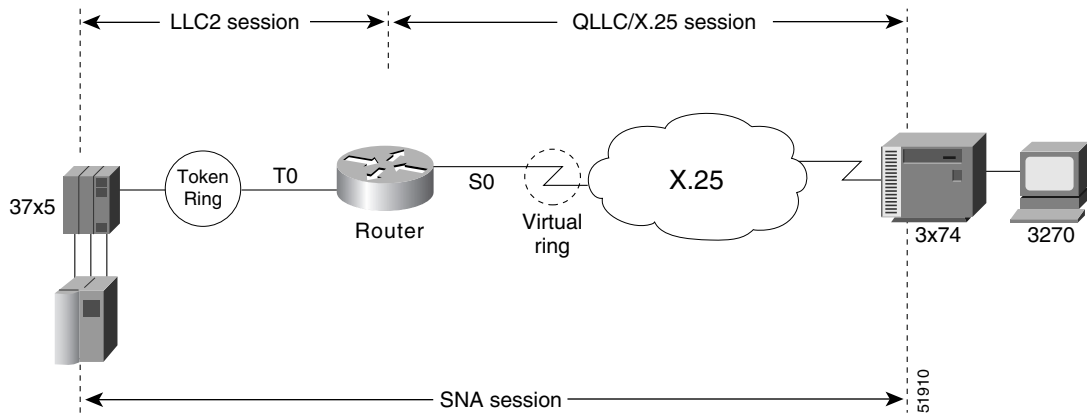 LLC2 session
QLLC/X.25 session
Token
Ring
T0
S0
X.25
37x5
Router
Virtual
ring
3x74
3270
SNA session
51910